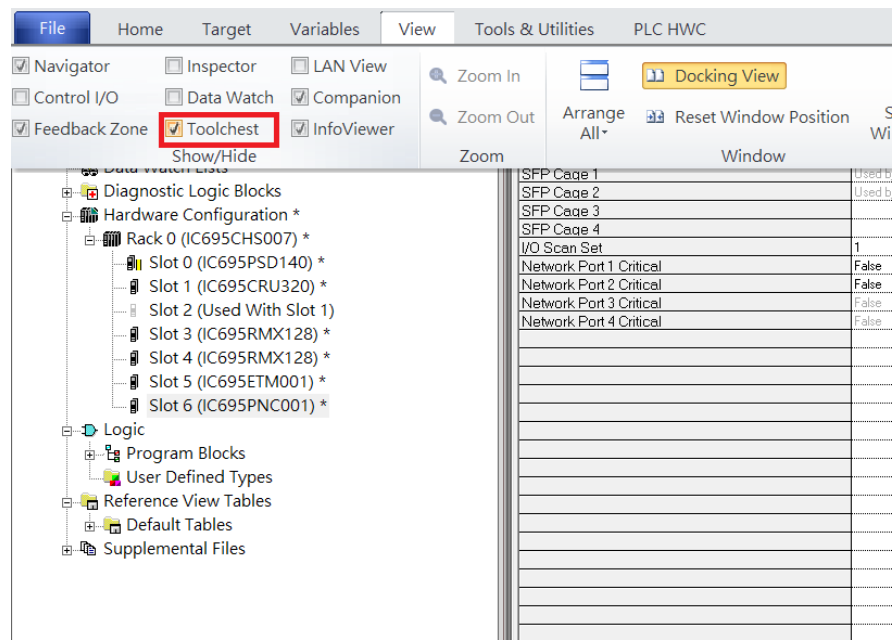 File Home Target Variables View Tools & Utilities PLC HWC
Navigator Inspector LAN View Zoom In Docking View
Control I/O Data Watch Companion Zoom Out Arrange All Reset Window Position
Feedback Zone Toolchest InfoViewer
Show/Hide Zoom Window
Data Watch Lists
Diagnostic Logic Blocks
Hardware Configuration *
Rack 0 (IC695CHS007) *
Slot 0 (IC695PSD140) *
Slot 1 (IC695CRU320) *
Slot 2 (Used With Slot 1)
Slot 3 (IC695RMX128) *
Slot 4 (IC695RMX128) *
Slot 5 (IC695ETM001) *
Slot 6 (IC695PNC001) *
Logic
Program Blocks
User Defined Types
Reference View Tables
Default Tables
Supplemental Files
SFP Cage 1 Used b
SFP Cage 2 Used b
SFP Cage 3
SFP Cage 4
I/O Scan Set 1
Network Port 1 Critical False
Network Port 2 Critical False
Network Port 3 Critical False
Network Port 4 Critical False